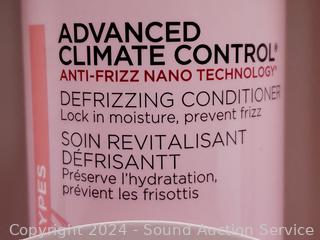 ADVANCED
CLIMATE CONTROL®
ANTI-FRIZZ NANO TECHNOLOGY*
DEFRIZZING CONDITIONER
Lock in moisture, prevent frizz
SOIN REVITALISANT
DÉFRISANTT
Préserve l'hydratation,
prévient les frisottis
TYPES
Copyright 2024 - Sound Auction Service